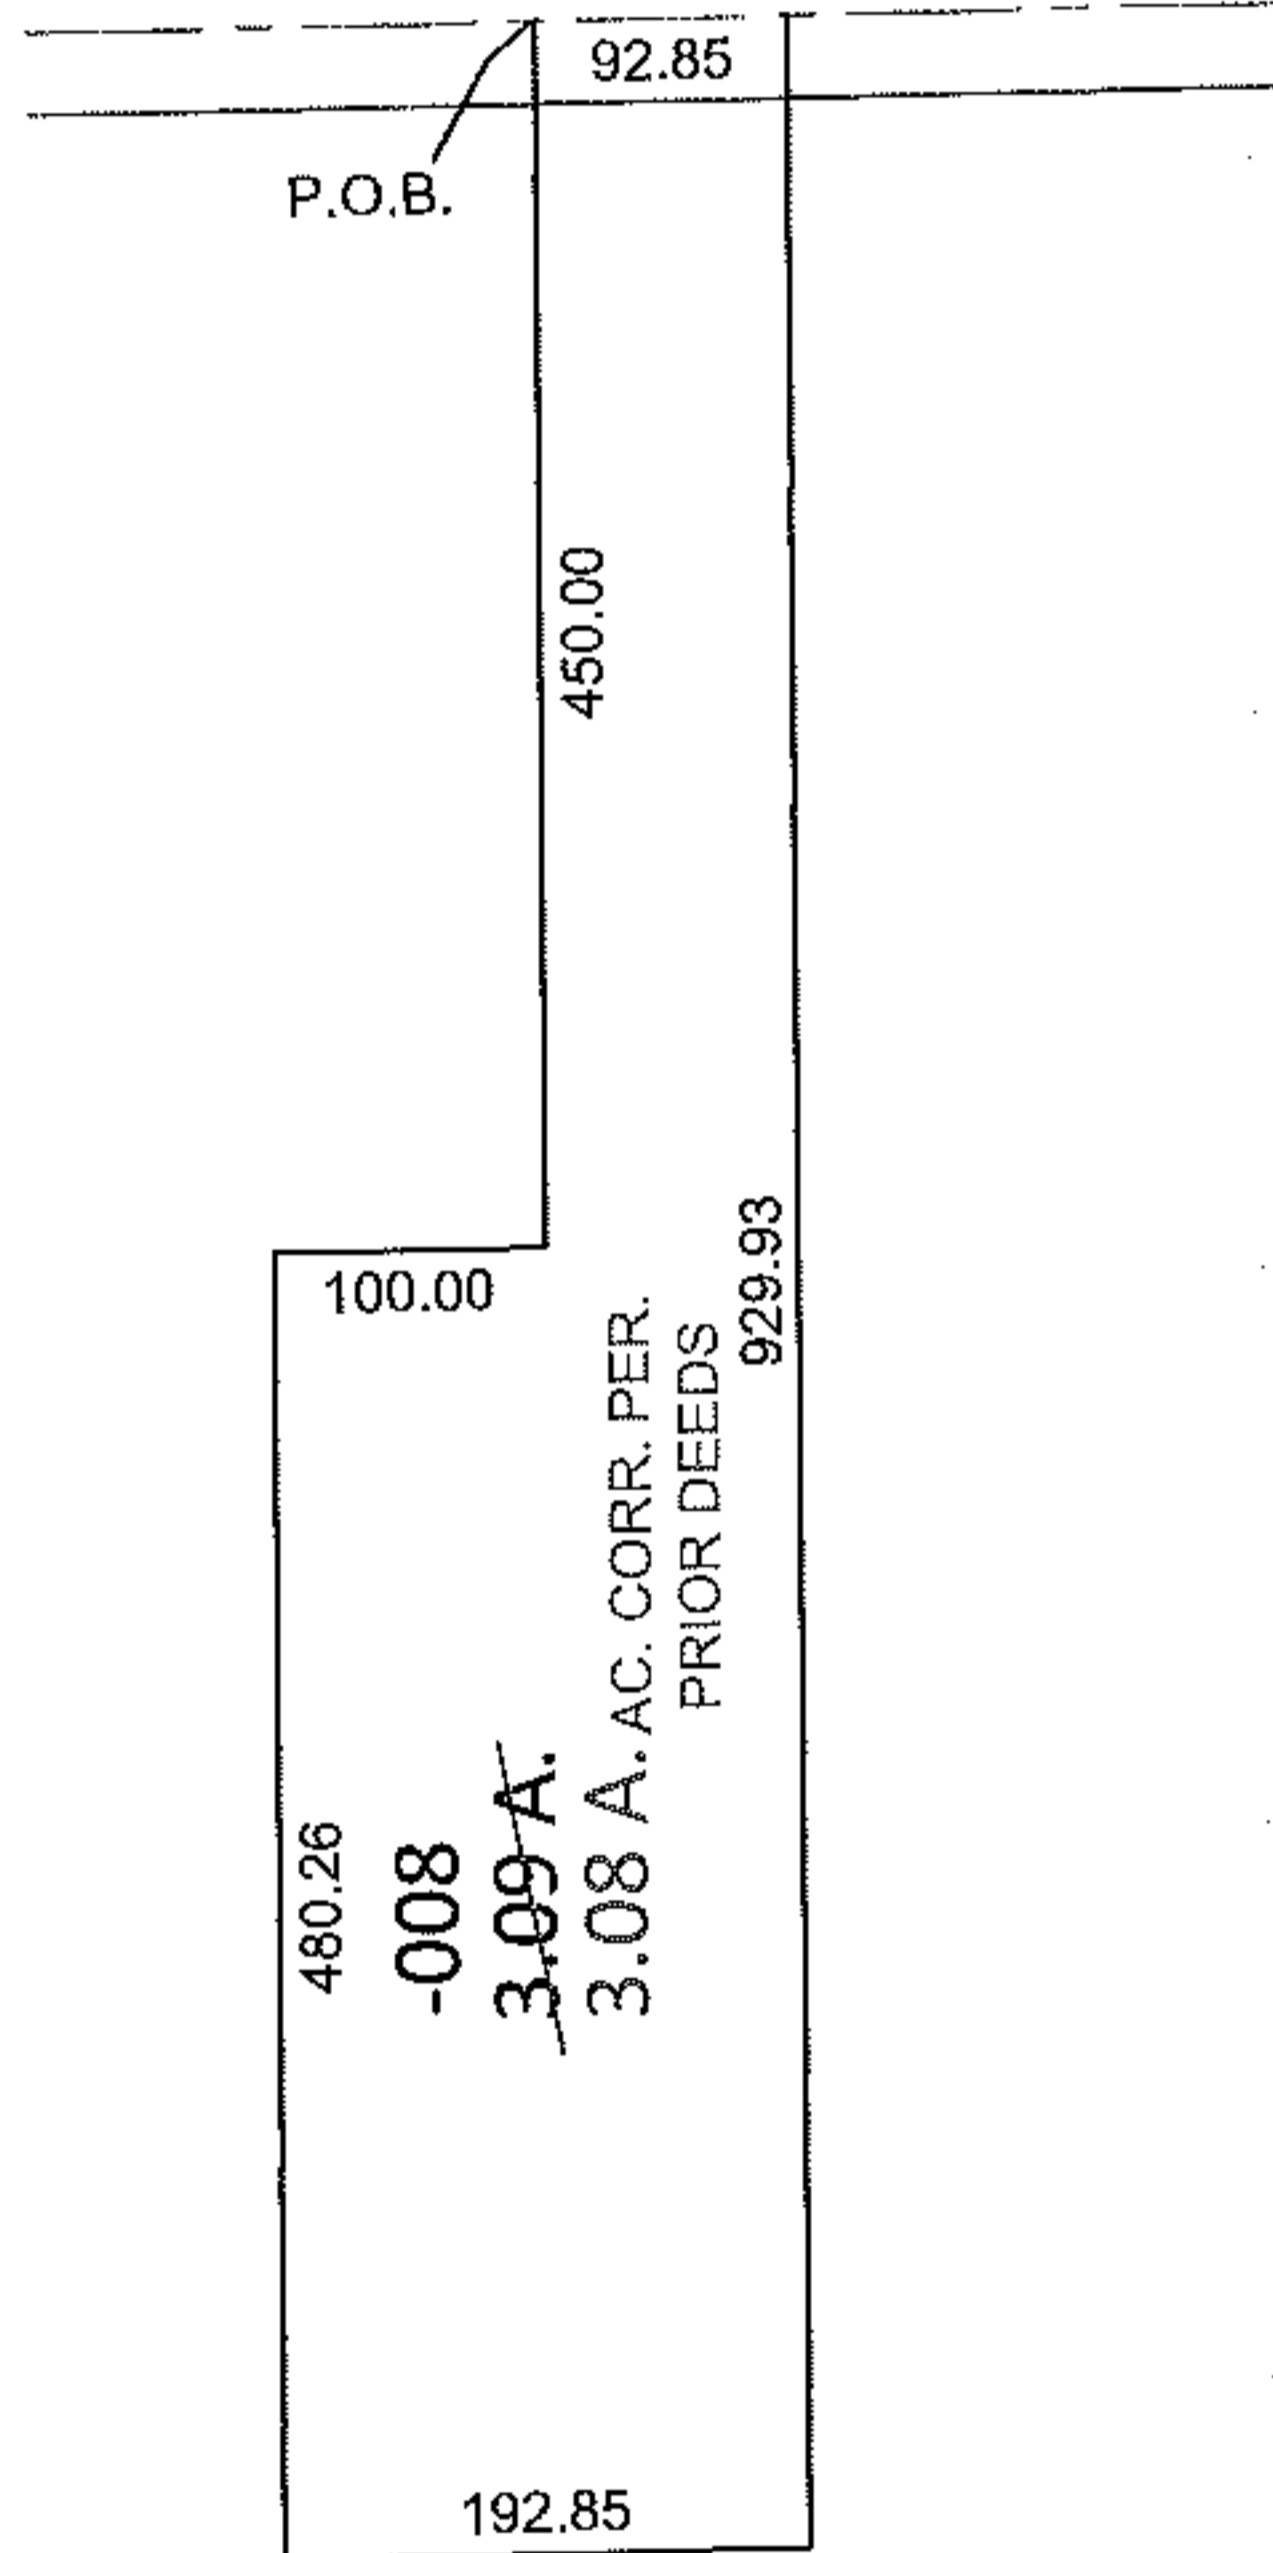 92.85
P.O.B.
450.00
100.00
929.93
AC. CORR. PER.
PRIOR DEEDS
480.26
-008
3.09 A.
3.08 A.
192.85